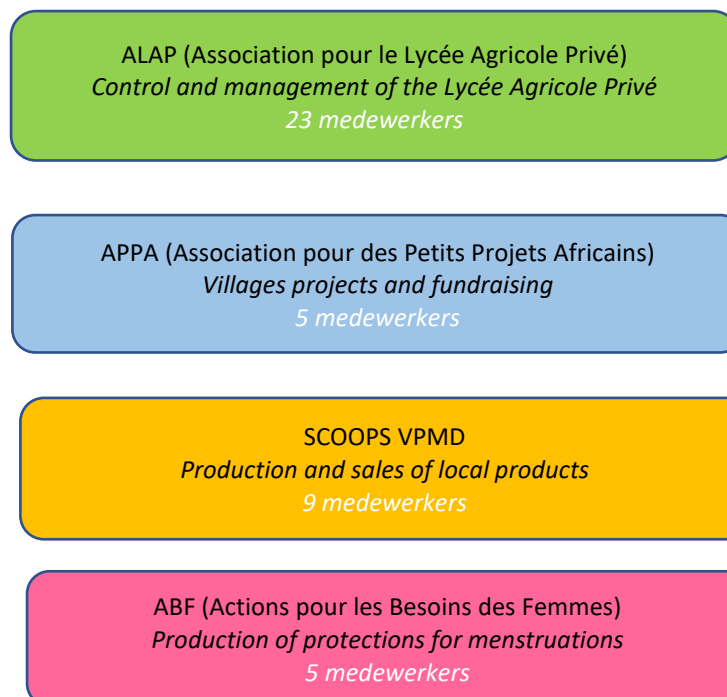 ALAP (Association pour le Lycée Agricole Privé)
Control and management of the Lycée Agricole Privé
23 medewerkers
APPA (Association pour des Petits Projets Africains)
Villages projects and fundraising
5 medewerkers
SCOOPS VPMD
Production and sales of local products
9 medewerkers
ABF (Actions pour les Besoins des Femmes)
Production of protections for menstruations
5 medewerkers